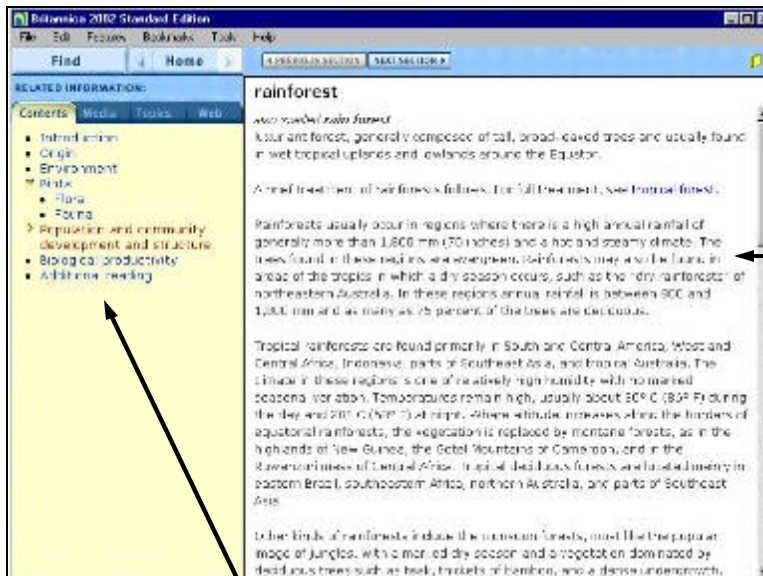 Britannica 2002 Standard Edition
File Edit Features Bookmarks Tools Help
Find Home
PREVIOUS SECTION NEXT SECTION
RELATED INFORMATION:
Contents Media Topics Web
Introduction
Origin
Environment
Biota
Flora
Fauna
Population and community
development and structure
Biological productivity
Additional reading
rainforest
also spelled rain forest
luxuriant forest, generally composed of tall, broad-leaved trees and usually found
in wet tropical uplands and lowlands around the Equator.
A brief treatment of rainforests follows. For full treatment, see tropical forest.
Rainforests usually occur in regions where there is a high annual rainfall of
generally more than 1,800 mm (70 inches) and a hot and steamy climate. The
trees found in these regions are evergreen. Rainforests may also be found in
areas of the tropics in which a dry season occurs, such as the "dry rainforests" of
northeastern Australia. In these regions annual rainfall is between 800 and
1,800 mm and as many as 75 percent of the trees are deciduous.
Tropical rainforests are found primarily in South and Central America, West and
Central Africa, Indonesia, parts of Southeast Asia, and tropical Australia. The
climate in these regions is one of relatively high humidity with no marked
seasonal variation. Temperatures remain high, usually about 30° C (86° F) during
the day and 20° C (68° F) at night. Where altitude increases along the borders of
equatorial rainforests, the vegetation is replaced by montane forests, as in the
highlands of New Guinea, the Gotel Mountains of Cameroon, and in the
Ruwenzori mass of Central Africa. Tropical deciduous forests are located mainly in
eastern Brazil, southeastern Africa, northern Australia, and parts of Southeast
Asia.
Other kinds of rainforests include the monsoon forests, most like the popular
image of jungles, with a marked dry season and a vegetation dominated by
deciduous trees such as teak, thickets of bamboo, and a dense undergrowth.